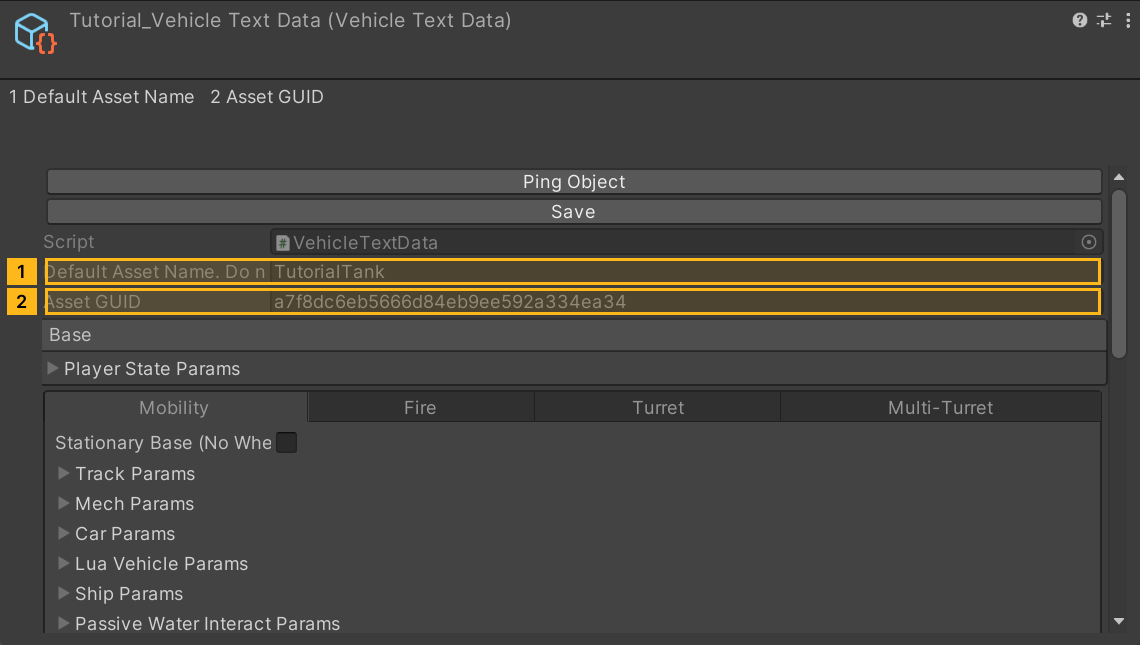 Tutorial_Vehicle Text Data (Vehicle Text Data)
1 Default Asset Name 2 Asset GUID
Ping Object
Save
Script # VehicleTextData
1 Default Asset Name. Do n TutorialTank
2 Asset GUID a7f8dc6eb5666d84eb9ee592a334ea34
Base
Player State Params
Mobility Fire Turret Multi-Turret
Stationary Base (No Whe
Track Params
Mech Params
Car Params
Lua Vehicle Params
Ship Params
Passive Water Interact Params